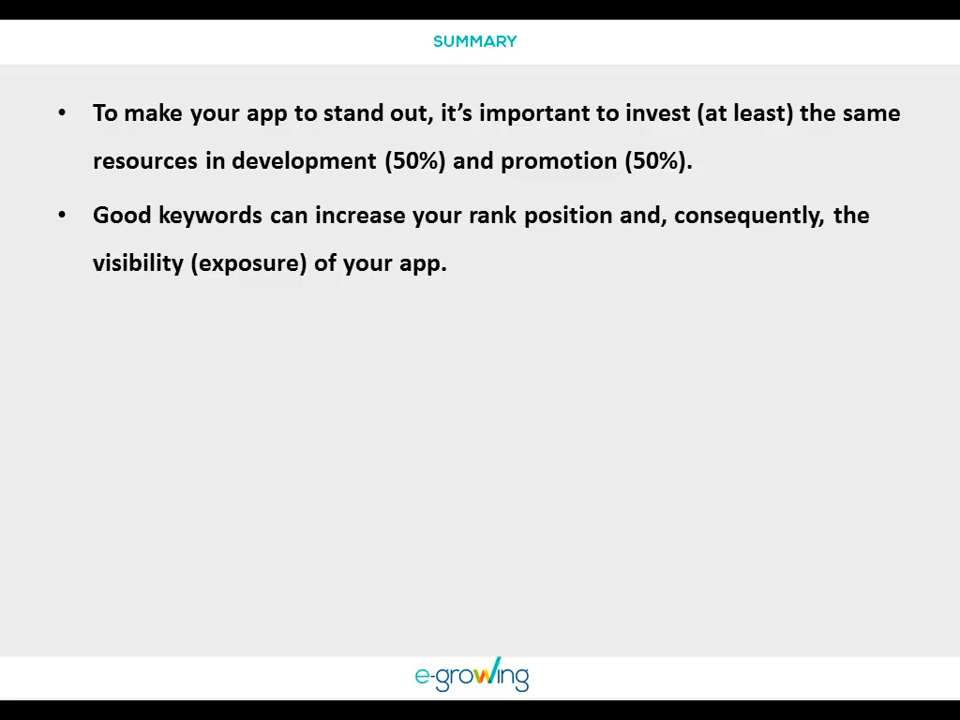 SUMMARY
• To make your app to stand out, it’s important to invest (at least) the same
resources in development (50%) and promotion (50%).
• Good keywords can increase your rank position and, consequently, the
visibility (exposure) of your app.
e-growing